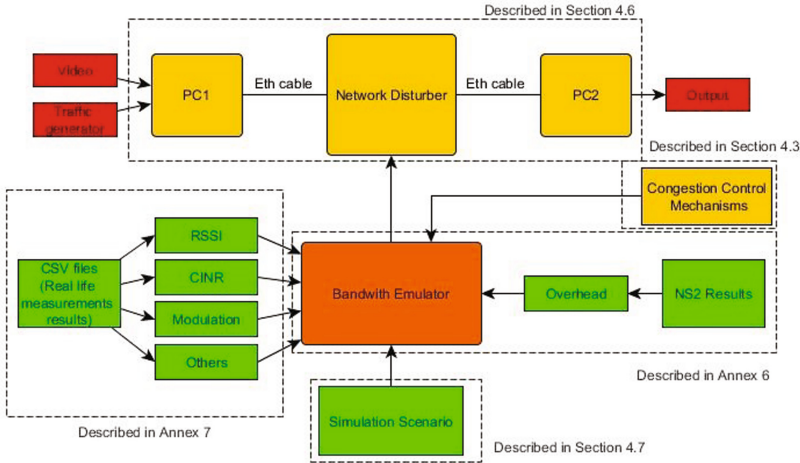 Described in Section 4.6
Video
Traffic
generator
PC1
Eth cable
Network Disturber
Eth cable
PC2
Output
Described in Section 4.3
Congestion Control
Mechanisms
CSV files
(Real life
measurements
results)
RSSI
CINR
Modulation
Others
Bandwith Emulator
Overhead
NS2 Results
Described in Annex 6
Simulation Scenario
Described in Annex 7
Described in Section 4.7